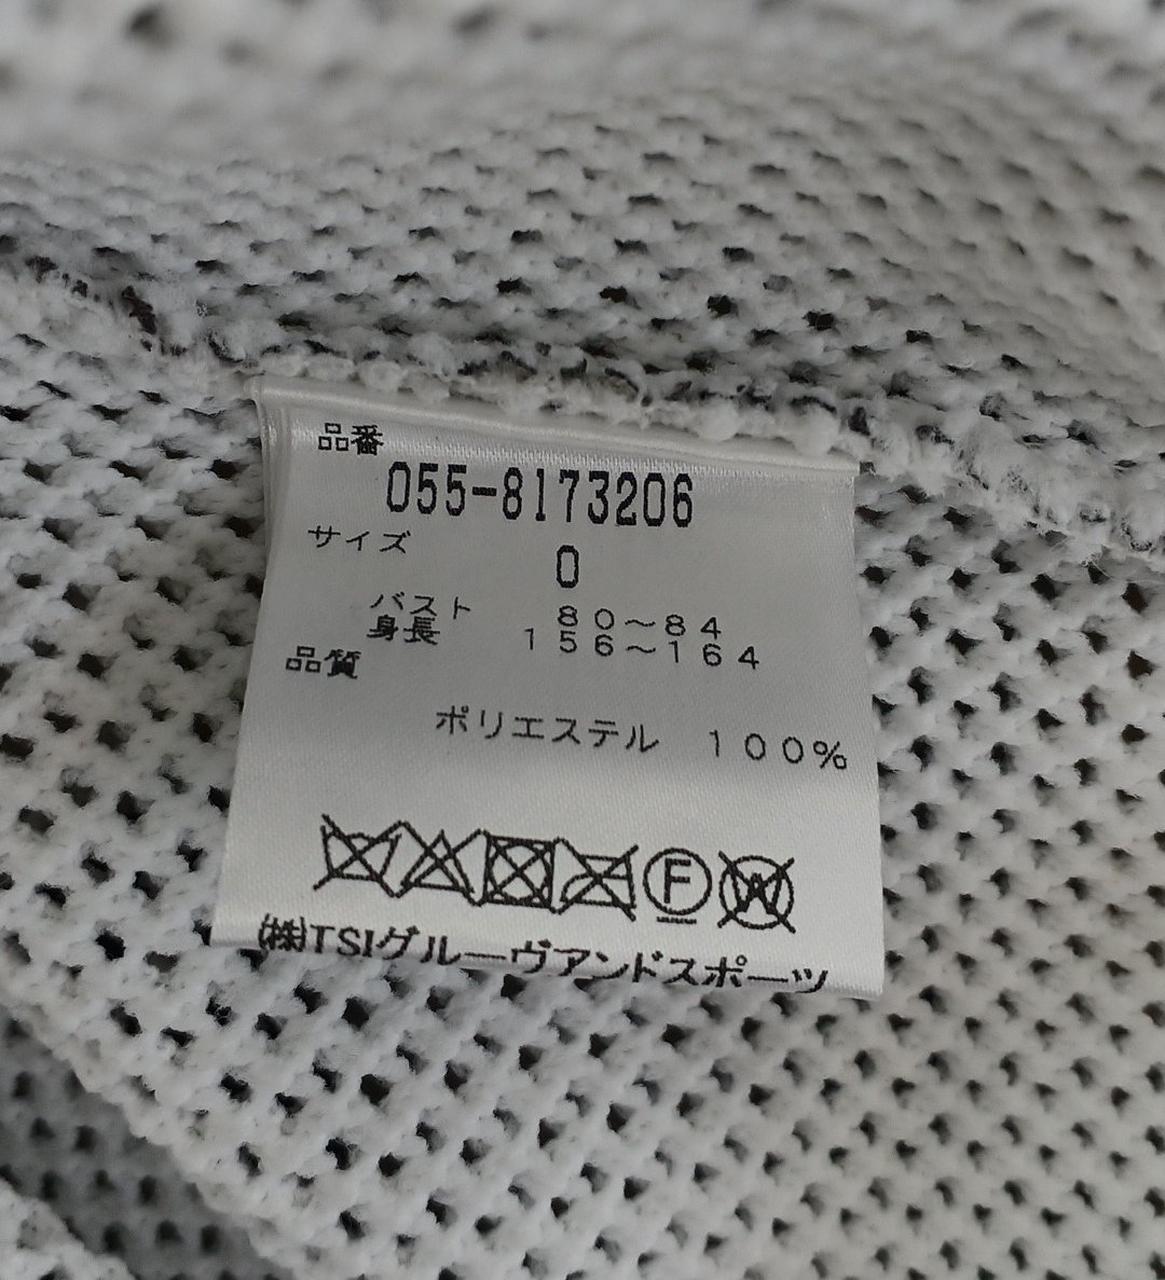 品番
055-8173206
サイズ
0
バスト 80～84
身長 156～164
品質
ポリエステル 100%
F W
㈱TSIグルーヴアンドスポーツ